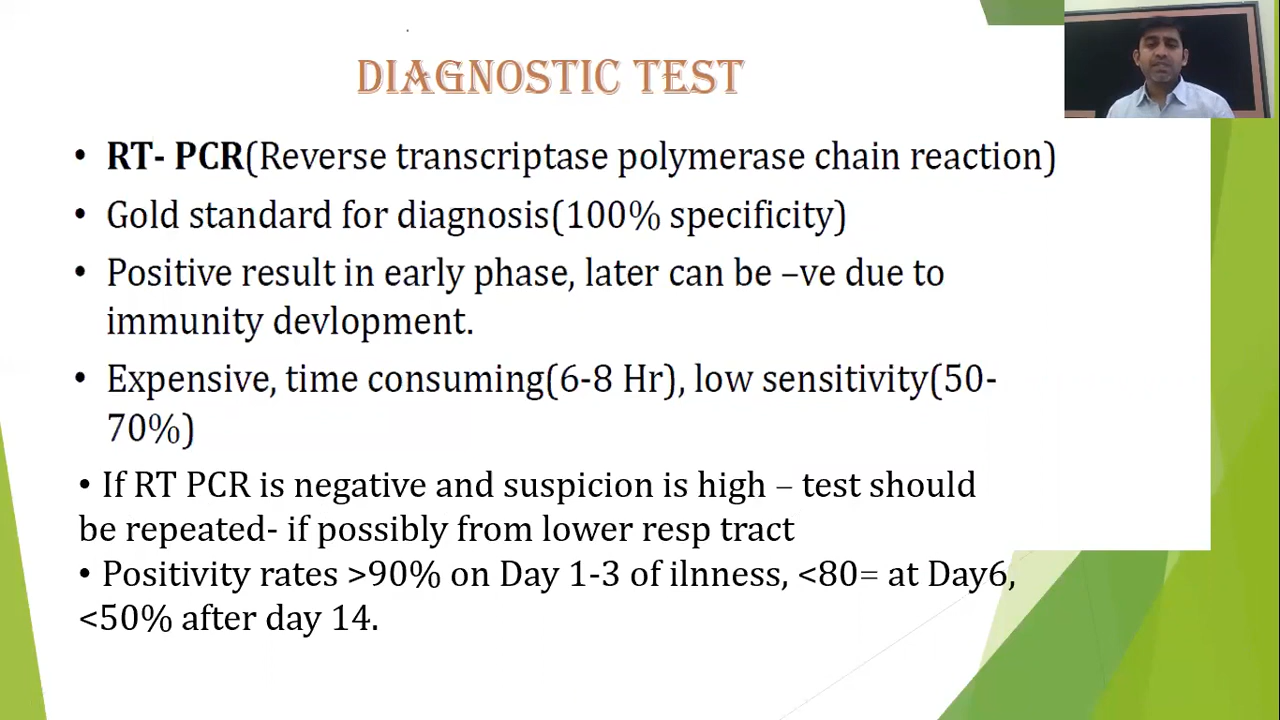 DIAGNOSTIC TEST
• RT- PCR(Reverse transcriptase polymerase chain reaction)
• Gold standard for diagnosis(100% specificity)
• Positive result in early phase, later can be –ve due to
immunity devlopment.
• Expensive, time consuming(6-8 Hr), low sensitivity(50-
70%)
• If RT PCR is negative and suspicion is high – test should
be repeated- if possibly from lower resp tract
• Positivity rates >90% on Day 1-3 of ilnness, <80= at Day6,
<50% after day 14.